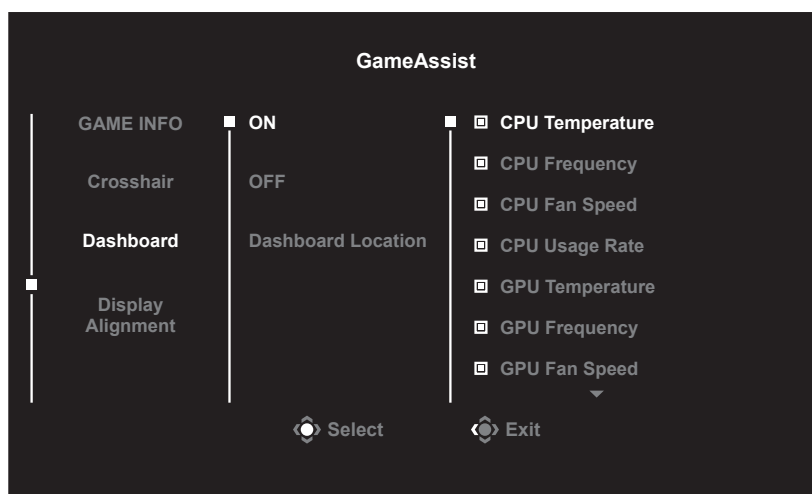 GameAssist
GAME INFO
Crosshair
Dashboard
Display
Alignment
ON
OFF
Dashboard Location
CPU Temperature
CPU Frequency
CPU Fan Speed
CPU Usage Rate
GPU Temperature
GPU Frequency
GPU Fan Speed
Select
Exit